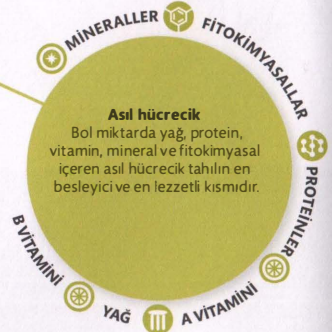 MİNERALLER
FİTOKİMYASALLAR
PROTEİNLER
A VİTAMİNİ
YAĞ
B VİTAMİNİ
Asıl hücrecik
Bol miktarda yağ, protein,
vitamin, mineral ve fitokimyasal
içeren asıl hücrecik tahılın en
besleyici ve en lezzetli kısmıdır.